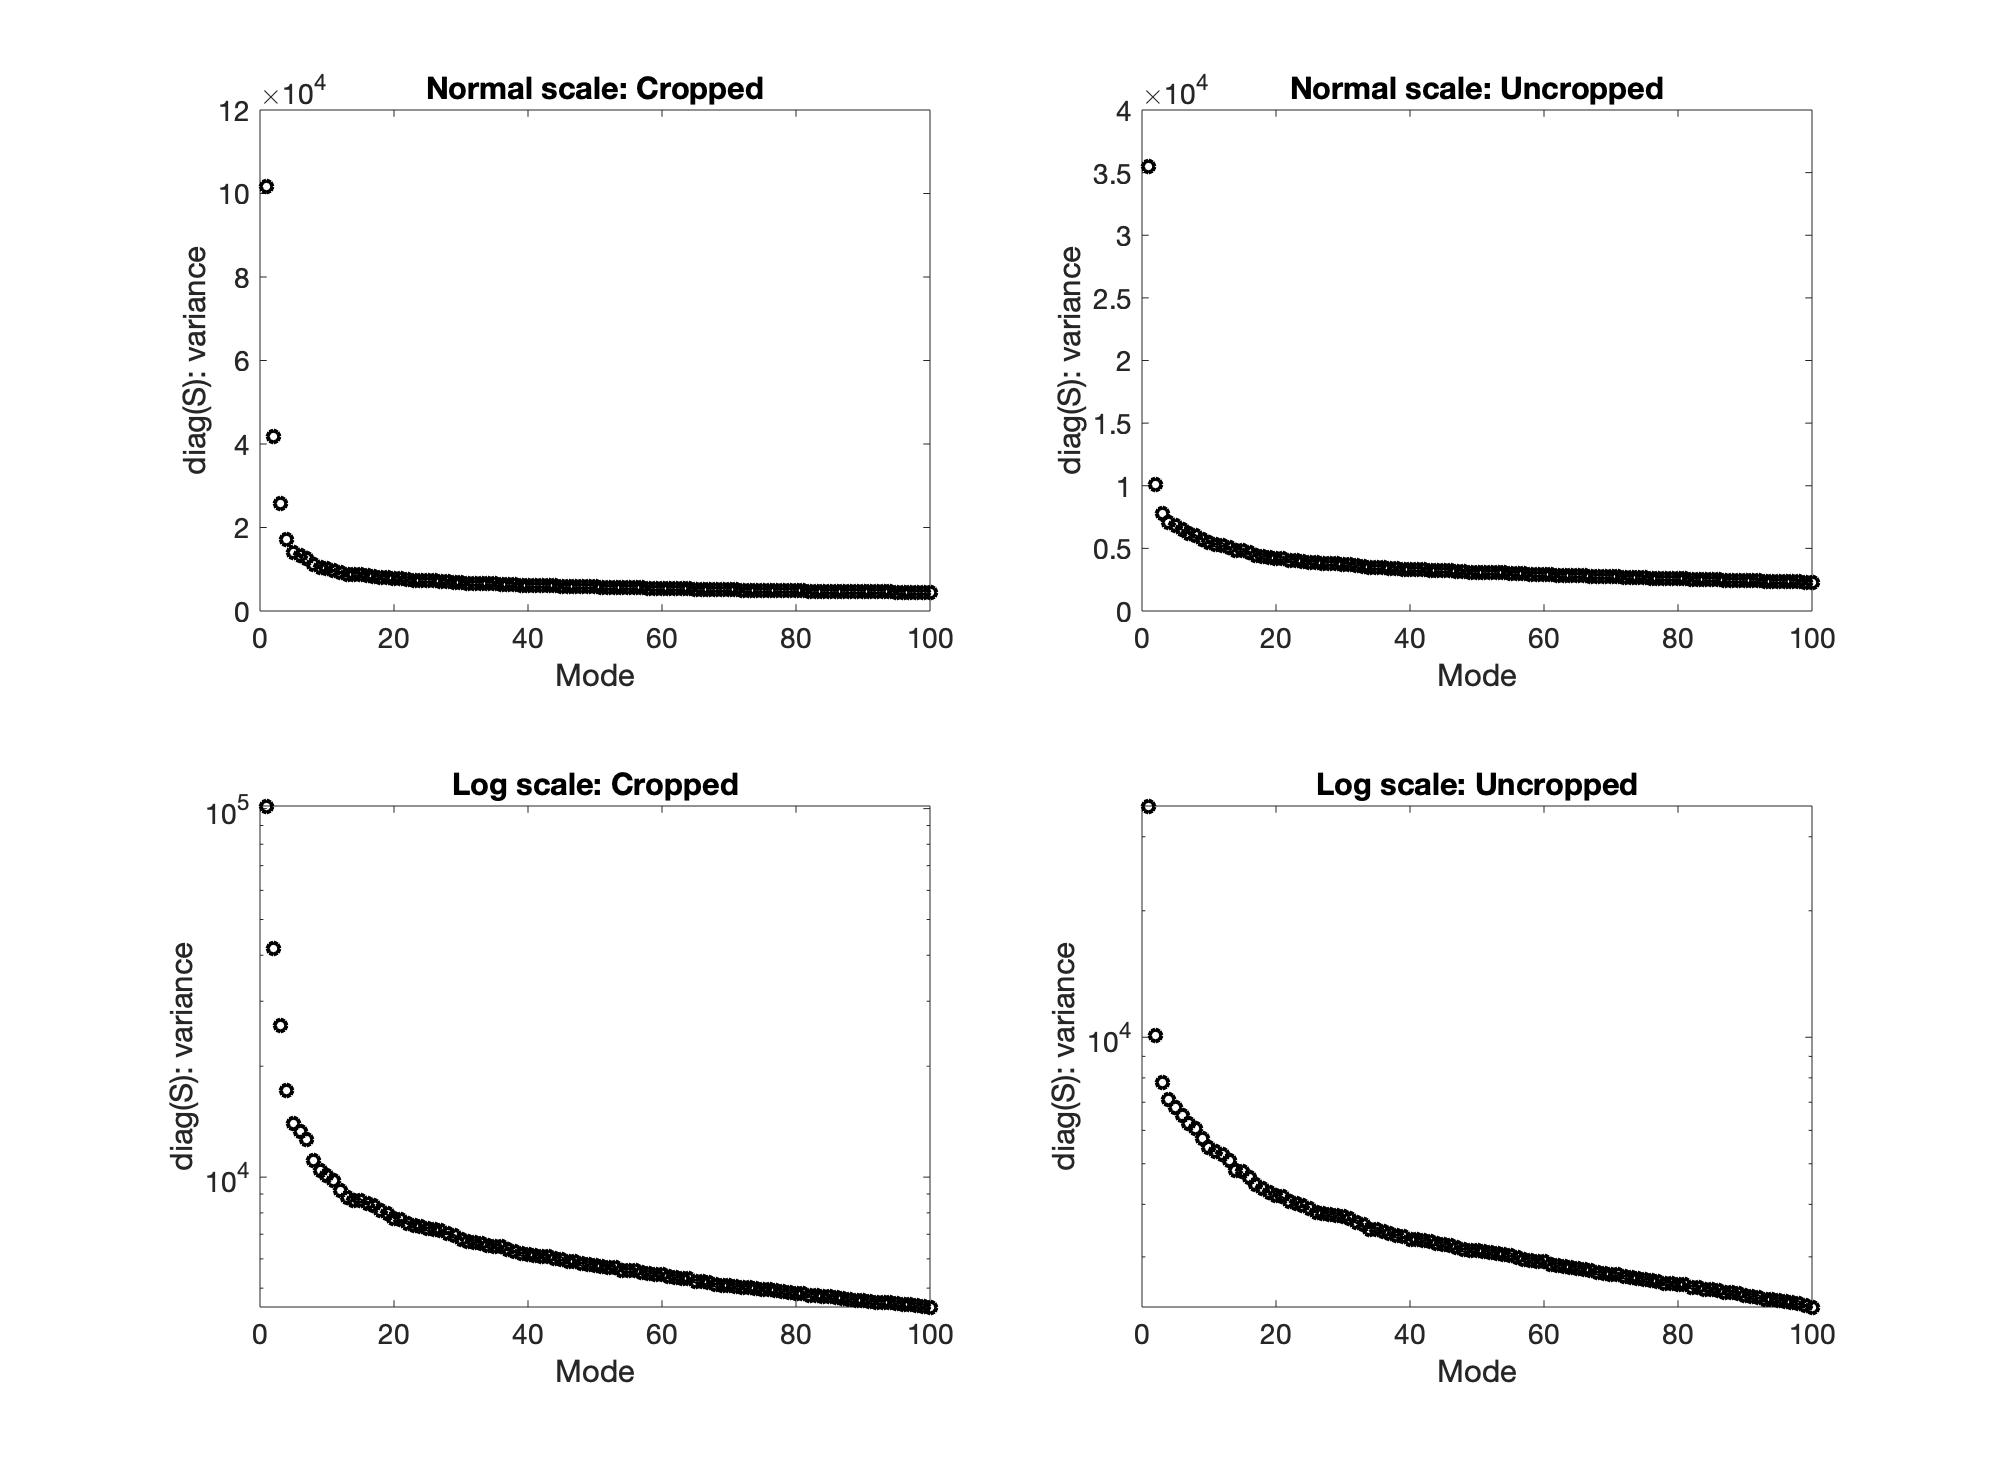 Normal scale: Cropped
×10^4
12
10
8
6
4
2
0
diag(S): variance
0 20 40 60 80 100
Mode
Normal scale: Uncropped
×10^4
4
3.5
3
2.5
2
1.5
1
0.5
0
diag(S): variance
0 20 40 60 80 100
Mode
Log scale: Cropped
10^5
10^4
diag(S): variance
0 20 40 60 80 100
Mode
Log scale: Uncropped
10^4
diag(S): variance
0 20 40 60 80 100
Mode